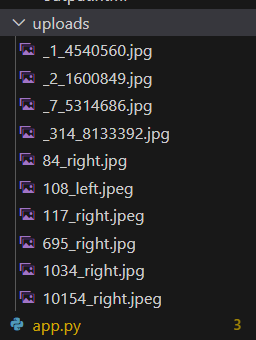 uploads
_1_4540560.jpg
_2_1600849.jpg
_7_5314686.jpg
_314_8133392.jpg
84_right.jpg
108_left.jpeg
117_right.jpeg
695_right.jpg
1034_right.jpg
10154_right.jpeg
app.py 3